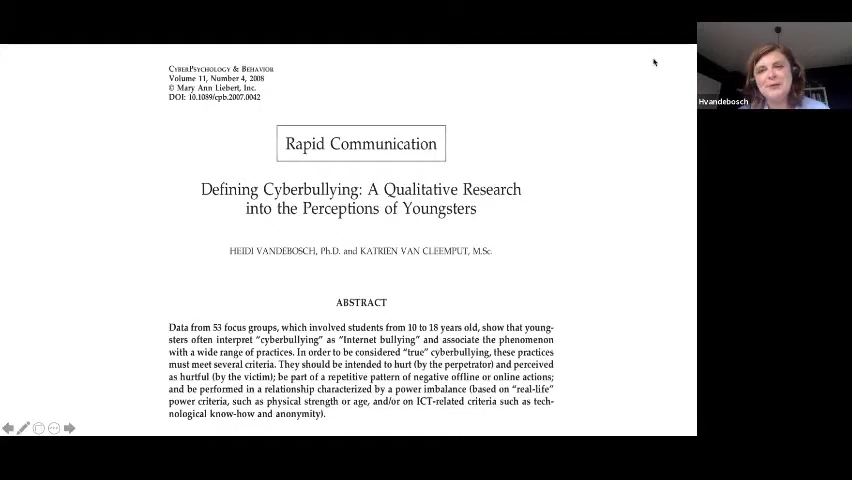 CYBERPSYCHOLOGY & BEHAVIOR
Volume 11, Number 4, 2008
© Mary Ann Liebert, Inc.
DOI: 10.1089/cpb.2007.0042
Rapid Communication
Defining Cyberbullying: A Qualitative Research
into the Perceptions of Youngsters
HEIDI VANDEBOSCH, Ph.D. and KATRIEN VAN CLEEMPUT, M.Sc.
ABSTRACT
Data from 53 focus groups, which involved students from 10 to 18 years old, show that young-
sters often interpret “cyberbullying” as “Internet bullying” and associate the phenomenon
with a wide range of practices. In order to be considered “true” cyberbullying, these practices
must meet several criteria. They should be intended to hurt (by the perpetrator) and perceived
as hurtful (by the victim); be part of a repetitive pattern of negative offline or online actions;
and be performed in a relationship characterized by a power imbalance (based on “real-life”
power criteria, such as physical strength or age, and/or on ICT-related criteria such as tech-
nological know-how and anonymity).
Hvandebosch